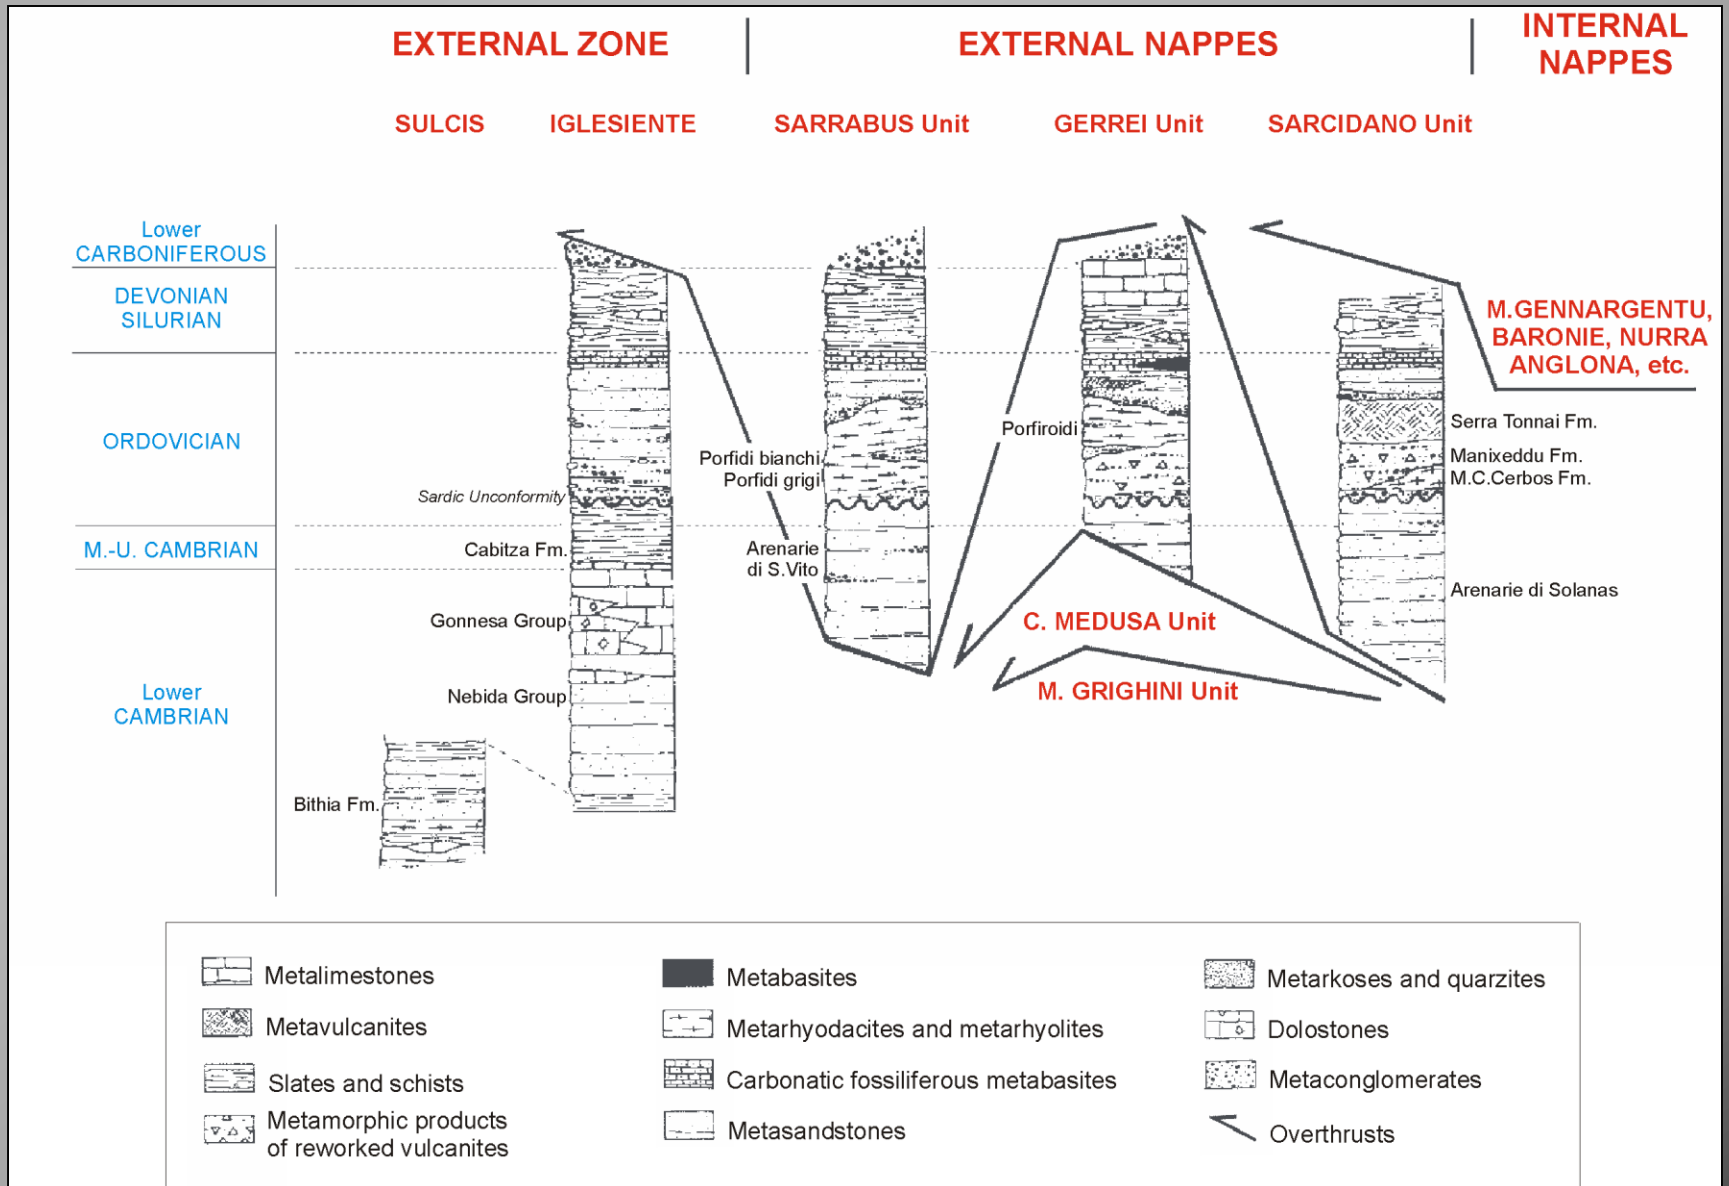 EXTERNAL ZONE
EXTERNAL NAPPES
INTERNAL
NAPPES
SULCIS
IGLESIENTE
SARRABUS Unit
GERREI Unit
SARCIDANO Unit
Lower
CARBONIFEROUS
DEVONIAN
SILURIAN
ORDOVICIAN
M.-U. CAMBRIAN
Lower
CAMBRIAN
Sardic Unconformity
Cabitza Fm.
Gonnesa Group
Nebida Group
Bithia Fm.
Porfidi bianchi
Porfidi grigi
Arenarie
di S.Vito
Porfiroidi
C. MEDUSA Unit
M. GRIGHINI Unit
M.GENNARGENTU,
BARONIE, NURRA
ANGLONA, etc.
Serra Tonnai Fm.
Manixeddu Fm.
M.C.Cerbos Fm.
Arenarie di Solanas
Metalimestones
Metavulcanites
Slates and schists
Metamorphic products
of reworked vulcanites
Metabasites
Metarhyodacites and metarhyolites
Carbonatic fossiliferous metabasites
Metasandstones
Metarkoses and quarzites
Dolostones
Metaconglomerates
Overthrusts